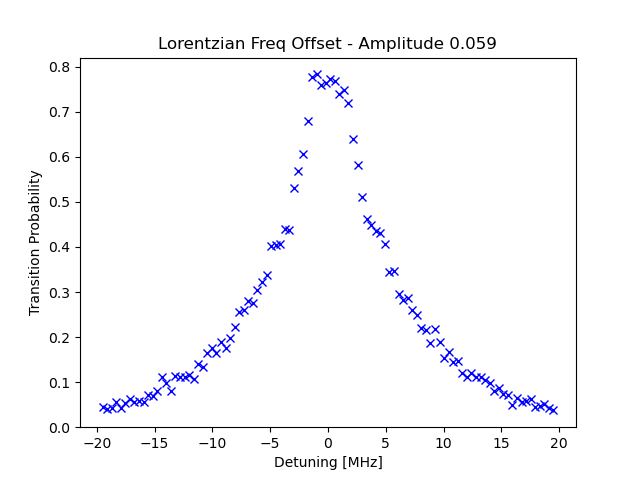 Lorentzian Freq Offset - Amplitude 0.059
0.8
0.7
0.6
0.5
0.4
0.3
0.2
0.1
0.0
Transition Probability
−20 −15 −10 −5 0 5 10 15 20
Detuning [MHz]